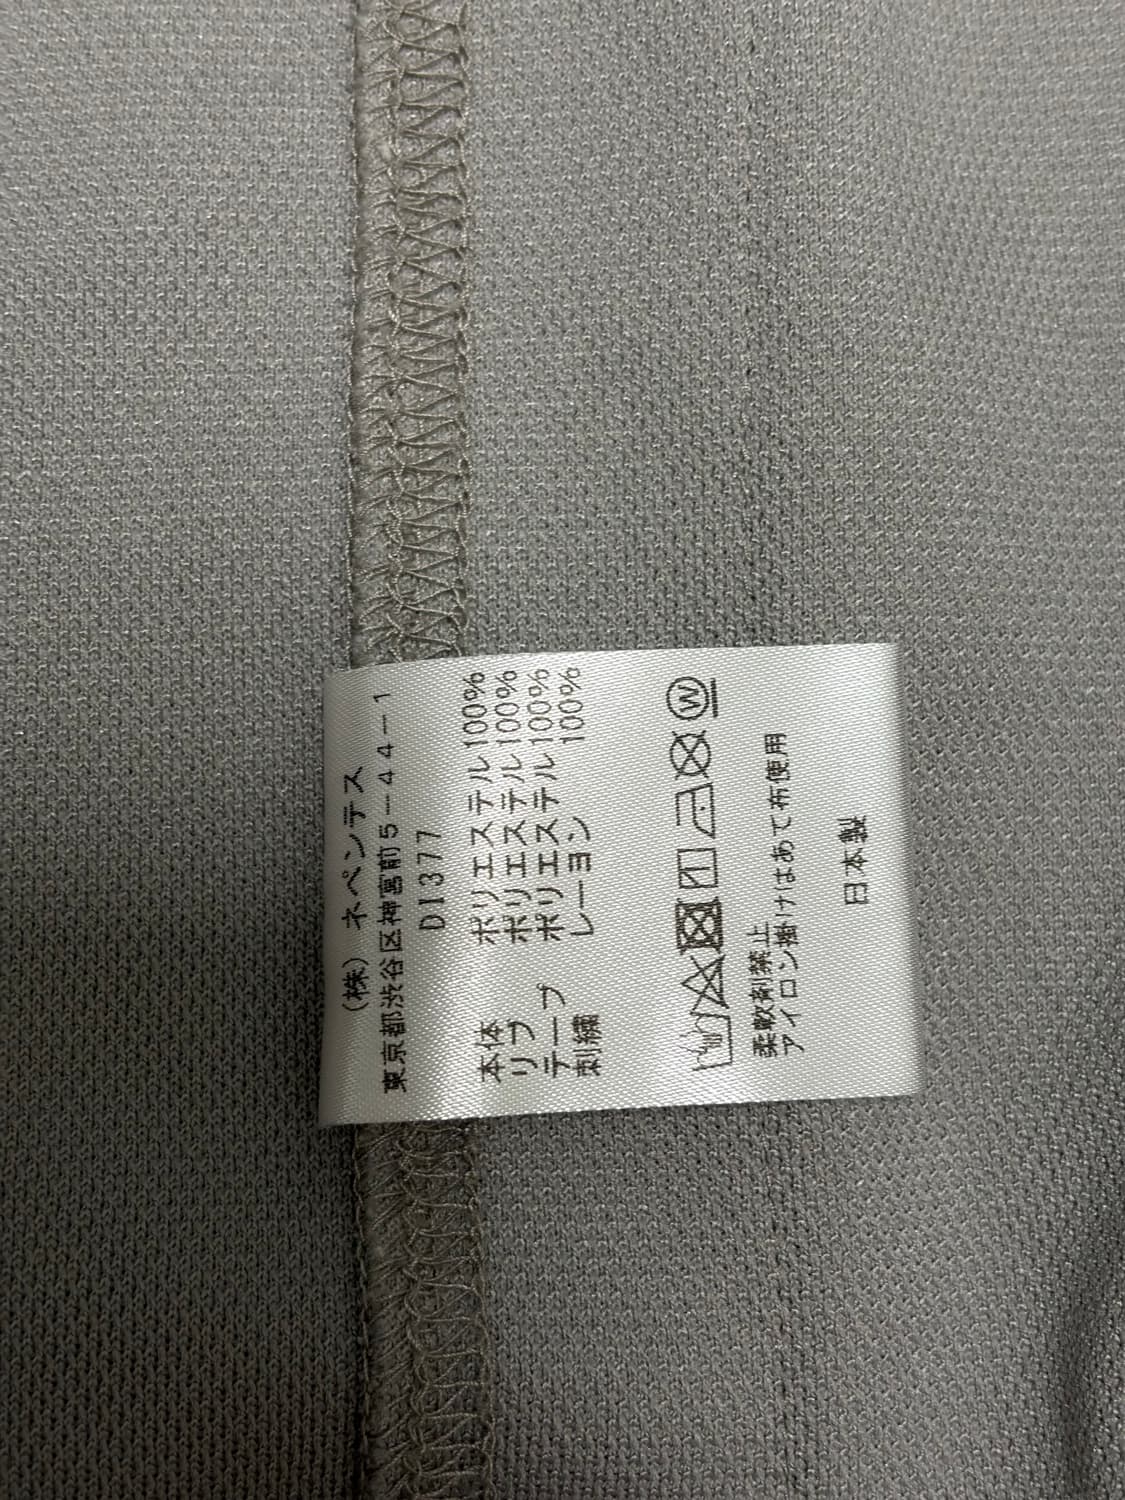 (株) ネペンテス
東京都渋谷区神宮前5-44-1
DI377
本体 ポリエステル100%
リブ ポリエステル100%
テープ ポリエステル100%
刺繍 レーヨン 100%
W
柔軟剤禁止
アイロン掛けはあて布使用
日本製